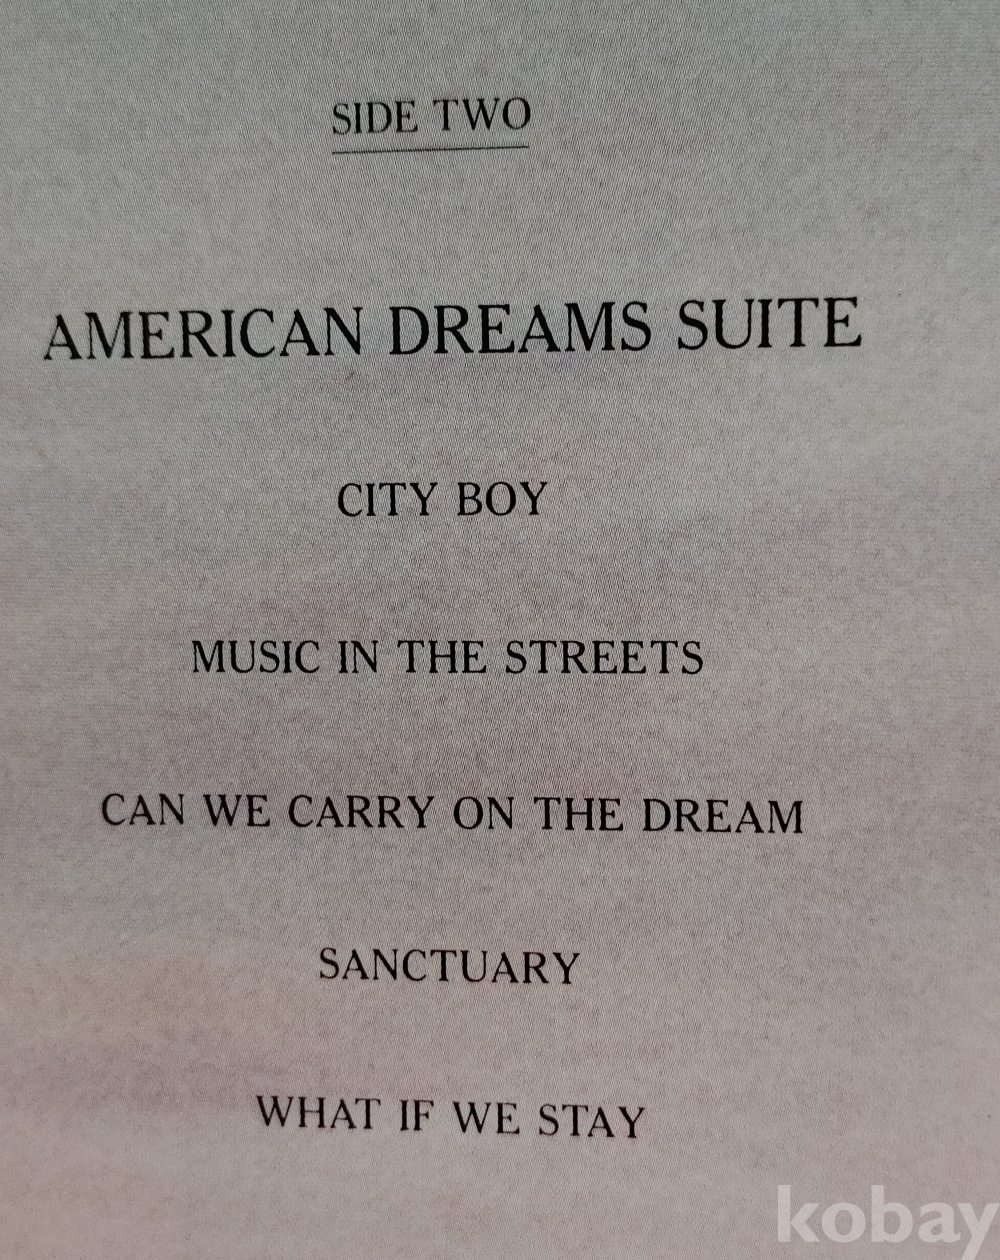 SIDE TWO
AMERICAN DREAMS SUITE
CITY BOY
MUSIC IN THE STREETS
CAN WE CARRY ON THE DREAM
SANCTUARY
WHAT IF WE STAY
kobay